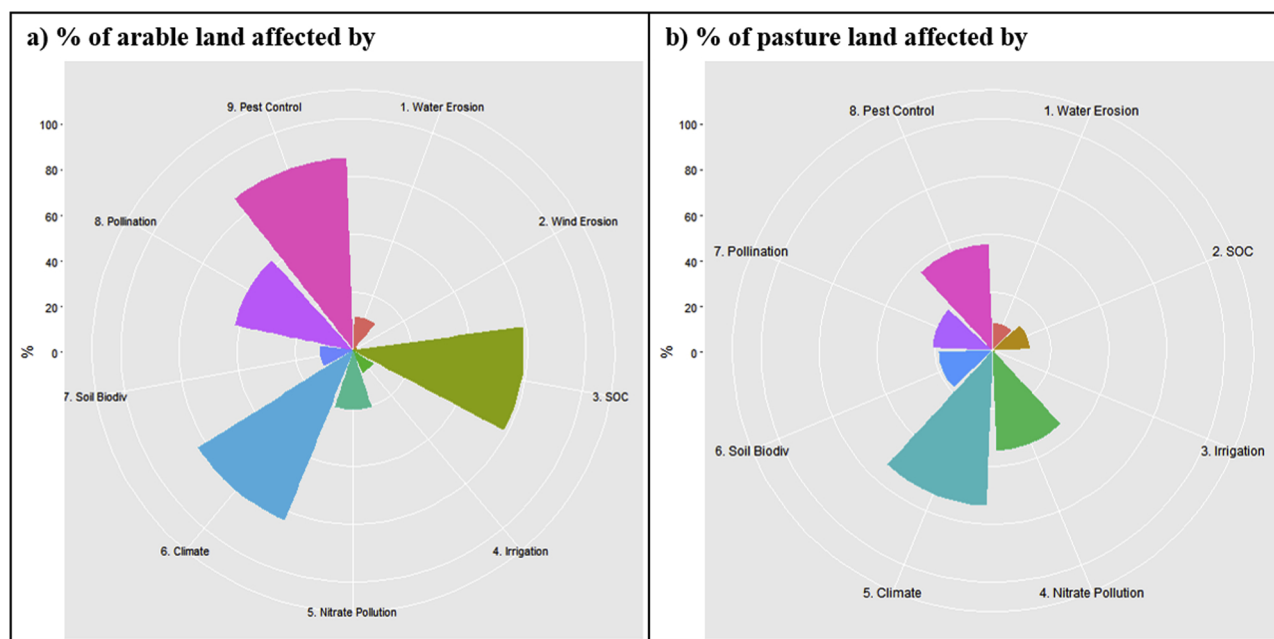 a) % of arable land affected by
9. Pest Control
1. Water Erosion
100
80
8. Pollination
2. Wind Erosion
60
40
20
%
0
7. Soil Biodiv
3. SOC
6. Climate
4. Irrigation
5. Nitrate Pollution
b) % of pasture land affected by
8. Pest Control
1. Water Erosion
100
80
60
7. Pollination
2. SOC
40
20
%
0
6. Soil Biodiv
3. Irrigation
5. Climate
4. Nitrate Pollution